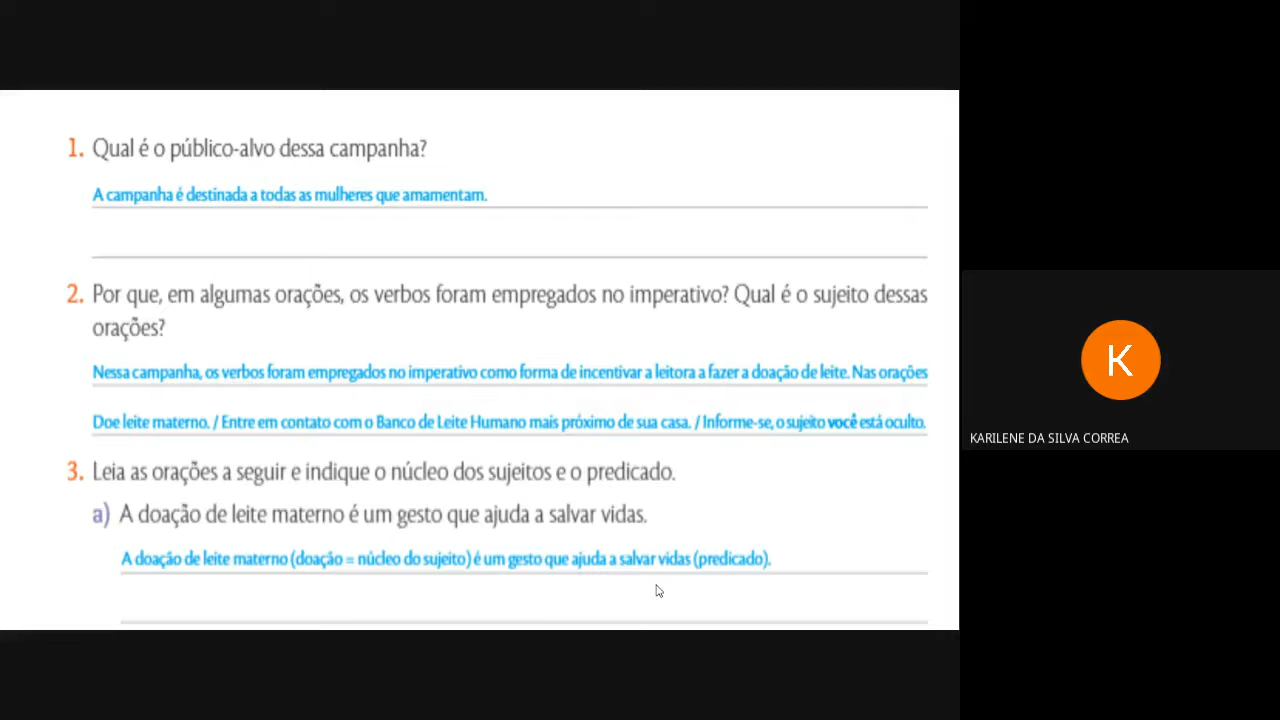 1. Qual é o público-alvo dessa campanha?
A campanha é destinada a todas as mulheres que amamentam.
2. Por que, em algumas orações, os verbos foram empregados no imperativo? Qual é o sujeito dessas
orações?
Nessa campanha, os verbos foram empregados no imperativo como forma de incentivar a leitora a fazer a doação de leite. Nas orações
Doe leite materno. / Entre em contato com o Banco de Leite Humano mais próximo de sua casa. / Informe-se, o sujeito você está oculto.
3. Leia as orações a seguir e indique o núcleo dos sujeitos e o predicado.
a) A doação de leite materno é um gesto que ajuda a salvar vidas.
A doação de leite materno (doação = núcleo do sujeito) é um gesto que ajuda a salvar vidas (predicado).
K
KARILENE DA SILVA CORREA